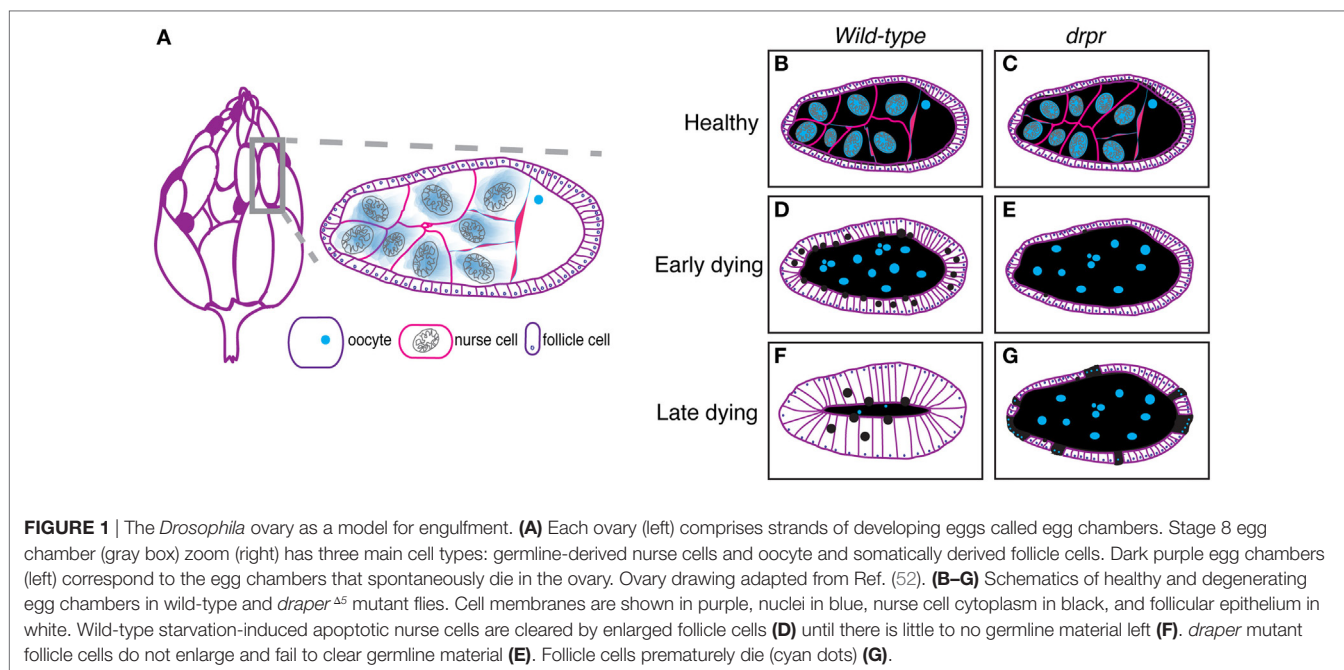 A
Wild-type
drpr
B
C
Healthy
D
E
Early dying
F
G
Late dying
oocyte
nurse cell
follicle cell
FIGURE 1 | The Drosophila ovary as a model for engulfment. (A) Each ovary (left) comprises strands of developing eggs called egg chambers. Stage 8 egg
chamber (gray box) zoom (right) has three main cell types: germline-derived nurse cells and oocyte and somatically derived follicle cells. Dark purple egg chambers
(left) correspond to the egg chambers that spontaneously die in the ovary. Ovary drawing adapted from Ref. (52). (B–G) Schematics of healthy and degenerating
egg chambers in wild-type and draper Δ5 mutant flies. Cell membranes are shown in purple, nuclei in blue, nurse cell cytoplasm in black, and follicular epithelium in
white. Wild-type starvation-induced apoptotic nurse cells are cleared by enlarged follicle cells (D) until there is little to no germline material left (F). draper mutant
follicle cells do not enlarge and fail to clear germline material (E). Follicle cells prematurely die (cyan dots) (G).